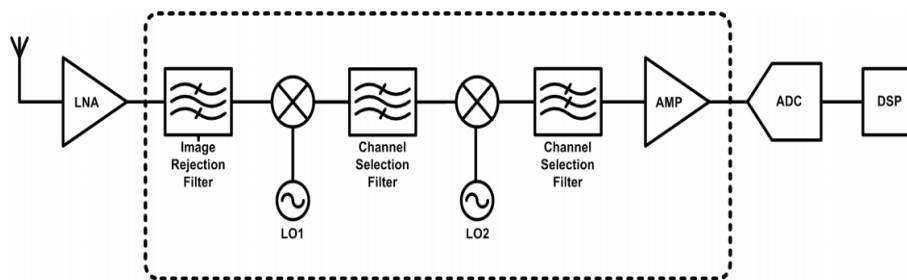 LNA
Image
Rejection
Filter
LO1
Channel
Selection
Filter
LO2
Channel
Selection
Filter
AMP
ADC
DSP